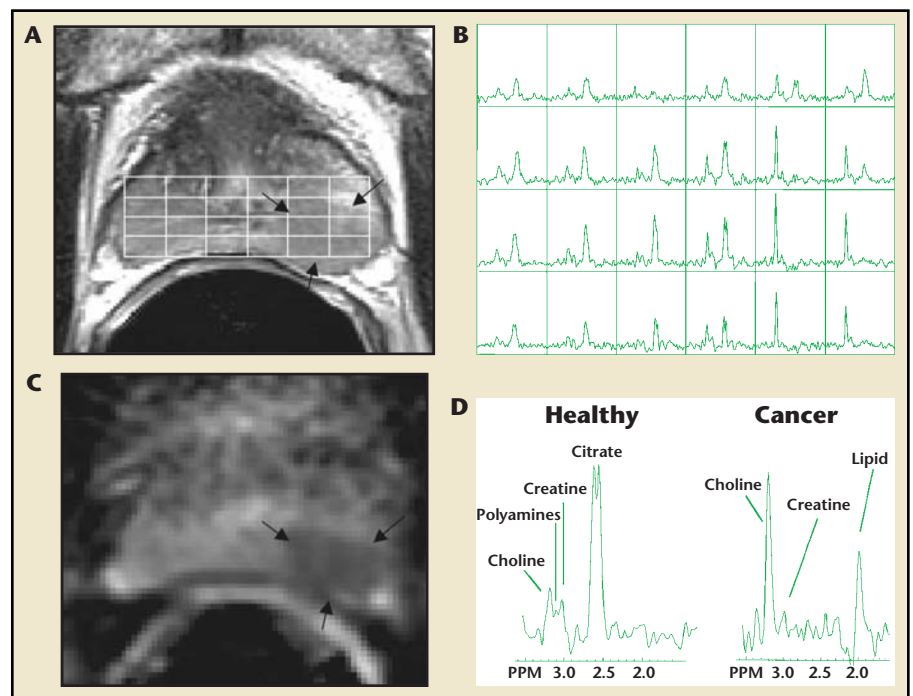 A
B
C
D
Healthy
Cancer
Citrate
Creatine
Polyamines
Choline
PPM 3.0 2.5 2.0
Lipid
Choline
Creatine
PPM 3.0 2.5 2.0